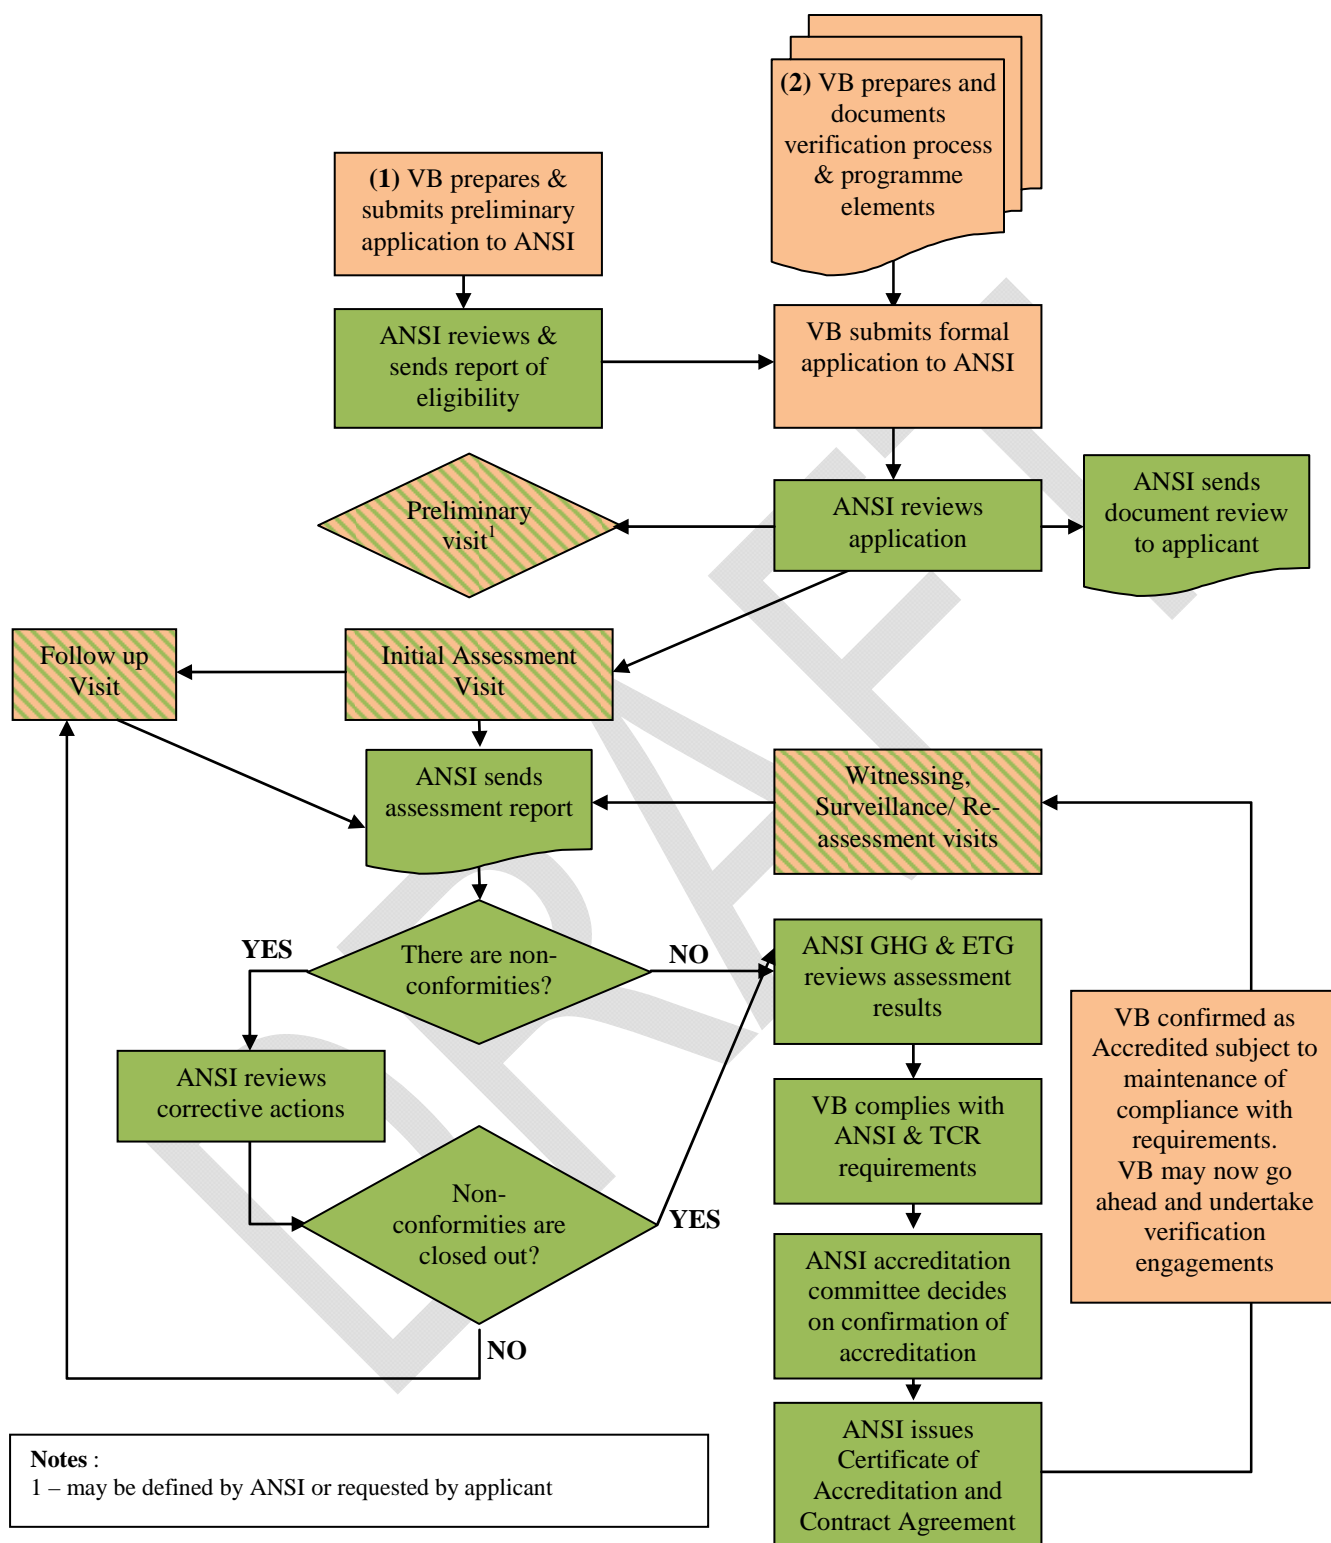 (2) VB prepares and
documents
verification process
& programme
elements
(1) VB prepares &
submits preliminary
application to ANSI
ANSI reviews &
sends report of
eligibility
VB submits formal
application to ANSI
Preliminary
visit1
ANSI reviews
application
ANSI sends
document review
to applicant
Follow up
Visit
Initial Assessment
Visit
ANSI sends
assessment report
Witnessing,
Surveillance/ Re-
assessment visits
YES
There are non-
conformities?
NO
ANSI GHG & ETG
reviews assessment
results
VB confirmed as
Accredited subject to
maintenance of
compliance with
requirements.
VB may now go
ahead and undertake
verification
engagements
ANSI reviews
corrective actions
VB complies with
ANSI & TCR
requirements
Non-
conformities are
closed out?
YES
NO
ANSI accreditation
committee decides
on confirmation of
accreditation
ANSI issues
Certificate of
Accreditation and
Contract Agreement
Notes :
1 – may be defined by ANSI or requested by applicant
DRAFT